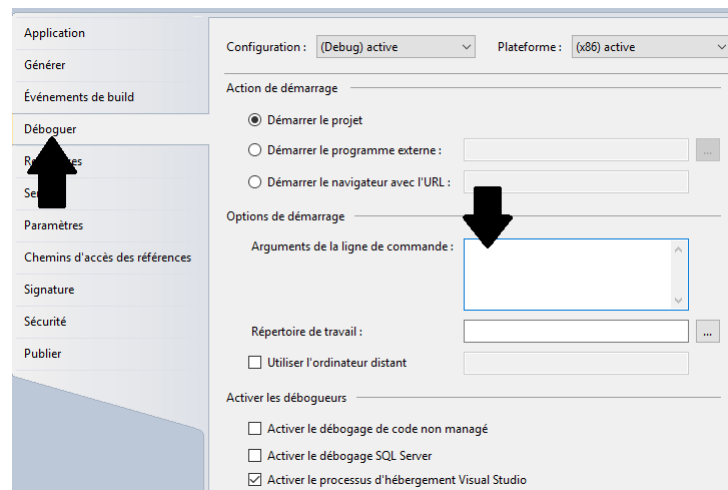 Application
Générer
Événements de build
Déboguer
Paramètres
Chemins d'accès des références
Signature
Sécurité
Publier
Configuration : (Debug) active Plateforme : (x86) active
Action de démarrage
Démarrer le projet
Démarrer le programme externe : ...
Démarrer le navigateur avec l'URL :
Options de démarrage
Arguments de la ligne de commande :
Répertoire de travail : ...
Utiliser l'ordinateur distant
Activer les débogueurs
Activer le débogage de code non managé
Activer le débogage SQL Server
Activer le processus d'hébergement Visual Studio